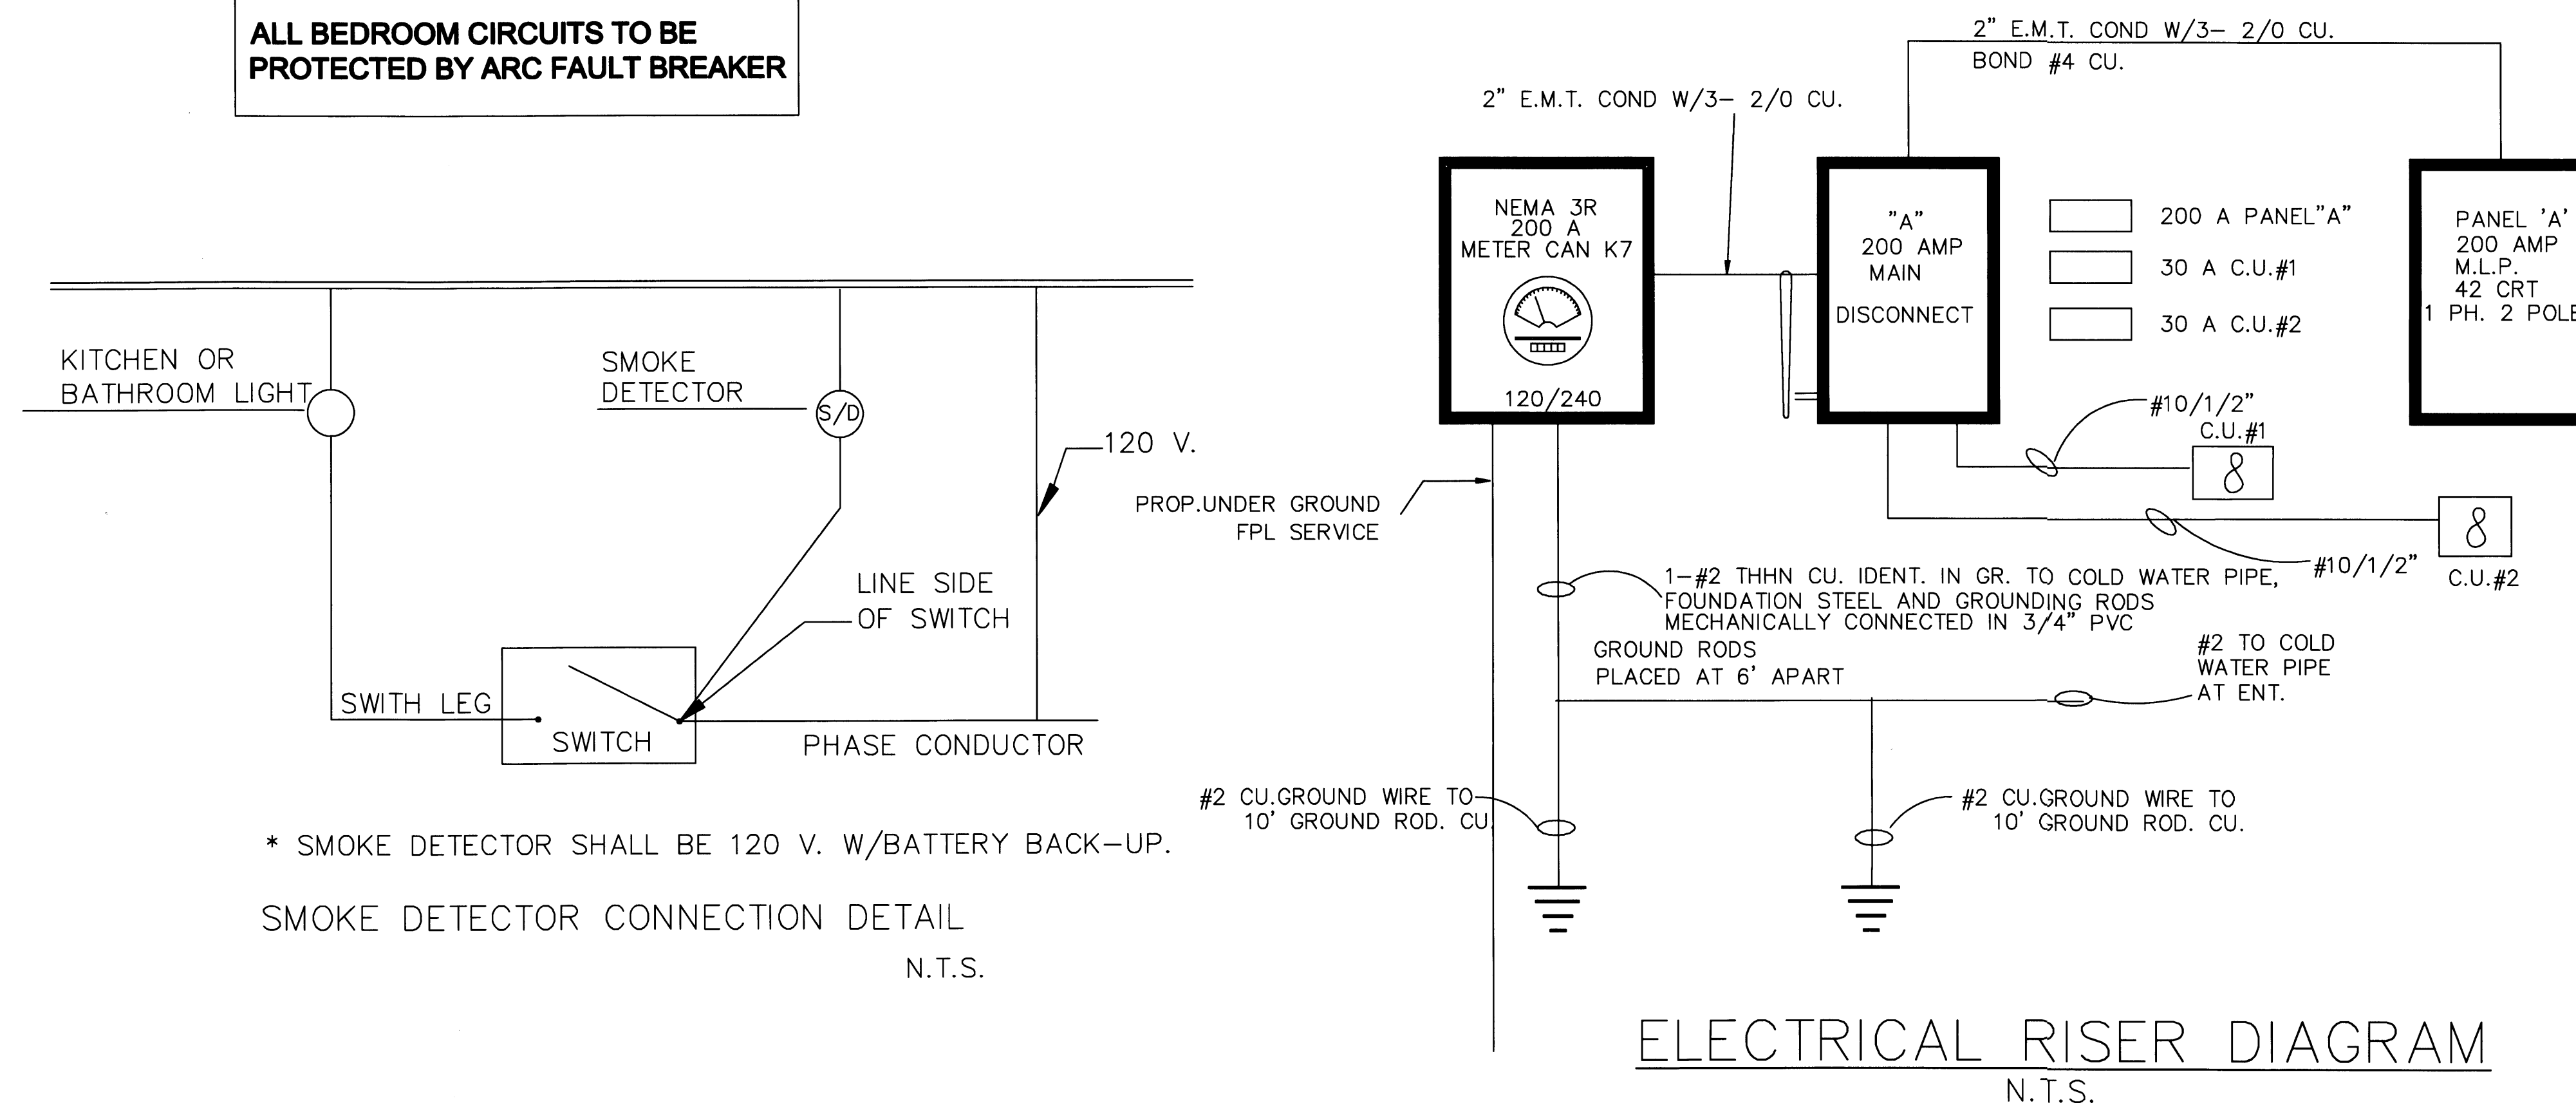 ALL BEDROOM CIRCUITS TO BE
PROTECTED BY ARC FAULT BREAKER
KITCHEN OR
BATHROOM LIGHT
SMOKE
DETECTOR
S/D
120 V.
LINE SIDE
OF SWITCH
SWITH LEG
SWITCH
PHASE CONDUCTOR
* SMOKE DETECTOR SHALL BE 120 V. W/BATTERY BACK-UP.
SMOKE DETECTOR CONNECTION DETAIL
N.T.S.
2" E.M.T. COND W/3- 2/0 CU.
BOND #4 CU.
2" E.M.T. COND W/3- 2/0 CU.
NEMA 3R
200 A
METER CAN K7
120/240
"A"
200 AMP
MAIN
DISCONNECT
200 A PANEL"A"
30 A C.U.#1
30 A C.U.#2
PANEL 'A'
200 AMP
M.L.P.
42 CRT
1 PH. 2 POLE
#10/1/2"
C.U.#1
8
8
#10/1/2"
C.U.#2
PROP.UNDER GROUND
FPL SERVICE
1-#2 THHN CU. IDENT. IN GR. TO COLD WATER PIPE,
FOUNDATION STEEL AND GROUNDING RODS
MECHANICALLY CONNECTED IN 3/4" PVC
GROUND RODS
PLACED AT 6' APART
#2 TO COLD
WATER PIPE
AT ENT.
#2 CU.GROUND WIRE TO
10' GROUND ROD. CU.
#2 CU.GROUND WIRE TO
10' GROUND ROD. CU.
ELECTRICAL RISER DIAGRAM
N.T.S.